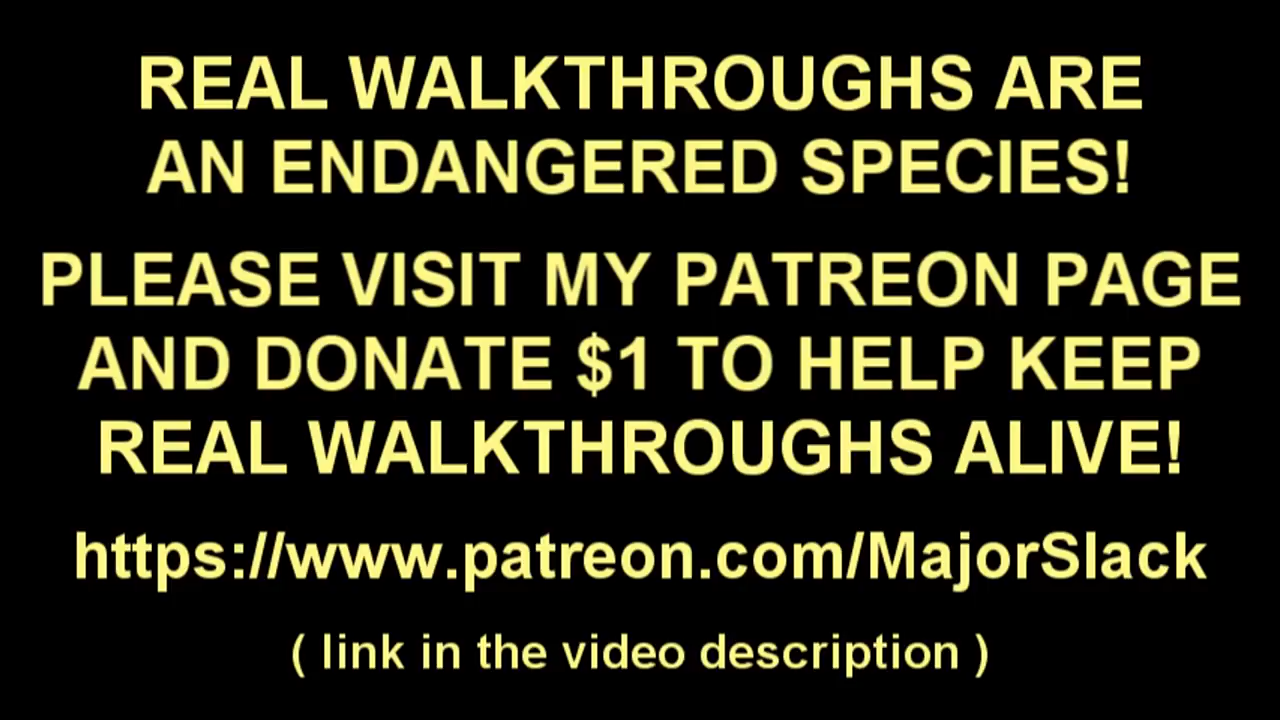 REAL WALKTHROUGHS ARE
AN ENDANGERED SPECIES!
PLEASE VISIT MY PATREON PAGE
AND DONATE $1 TO HELP KEEP
REAL WALKTHROUGHS ALIVE!
https://www.patreon.com/MajorSlack
( link in the video description )